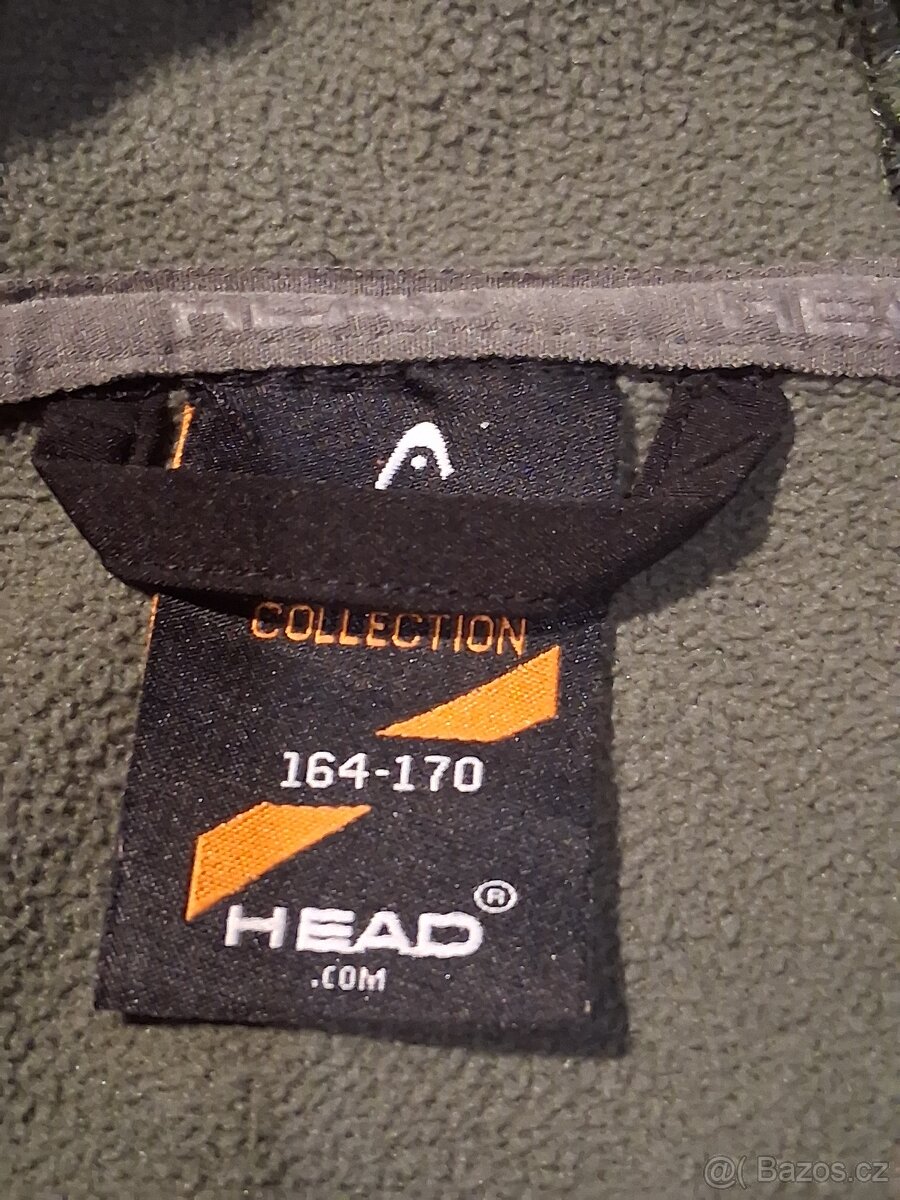 COLLECTION
164-170
HEAD®
.COM
@( Bazos.cz